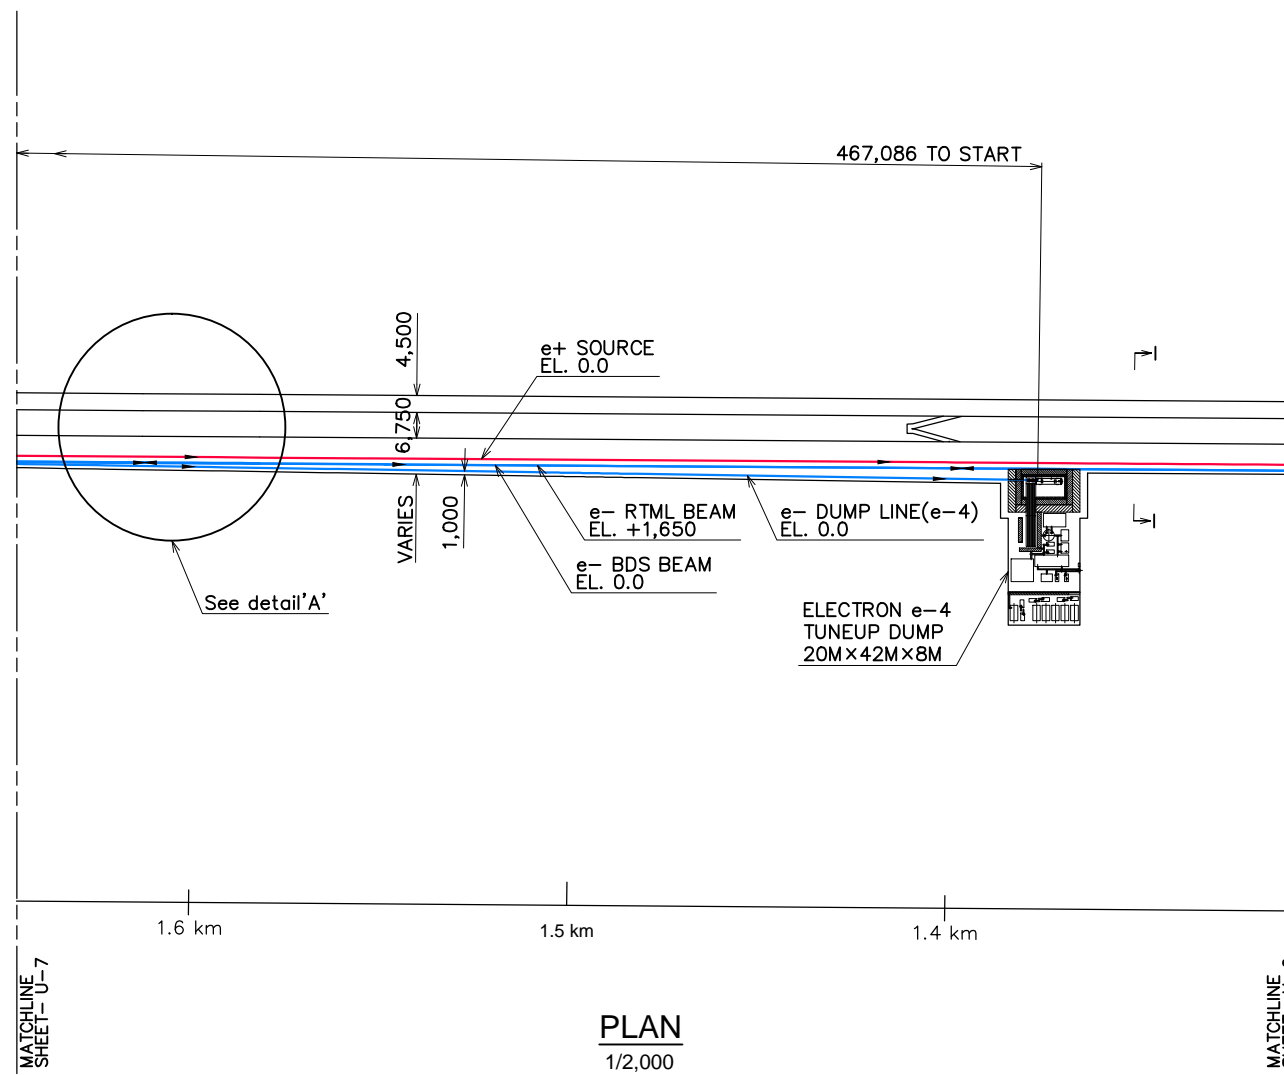 467,086 TO START
4,500
e+ SOURCE
EL. 0.0
6,750
I
VARIES
1,000
e- RTML BEAM
EL. +1,650
e- DUMP LINE(e-4)
EL. 0.0
I
e- BDS BEAM
EL. 0.0
See detail'A'
ELECTRON e-4
TUNEUP DUMP
20M×42M×8M
1.6 km
1.5 km
1.4 km
MATCHLINE
SHEET- U-7
PLAN
1/2,000
MATCHLINE